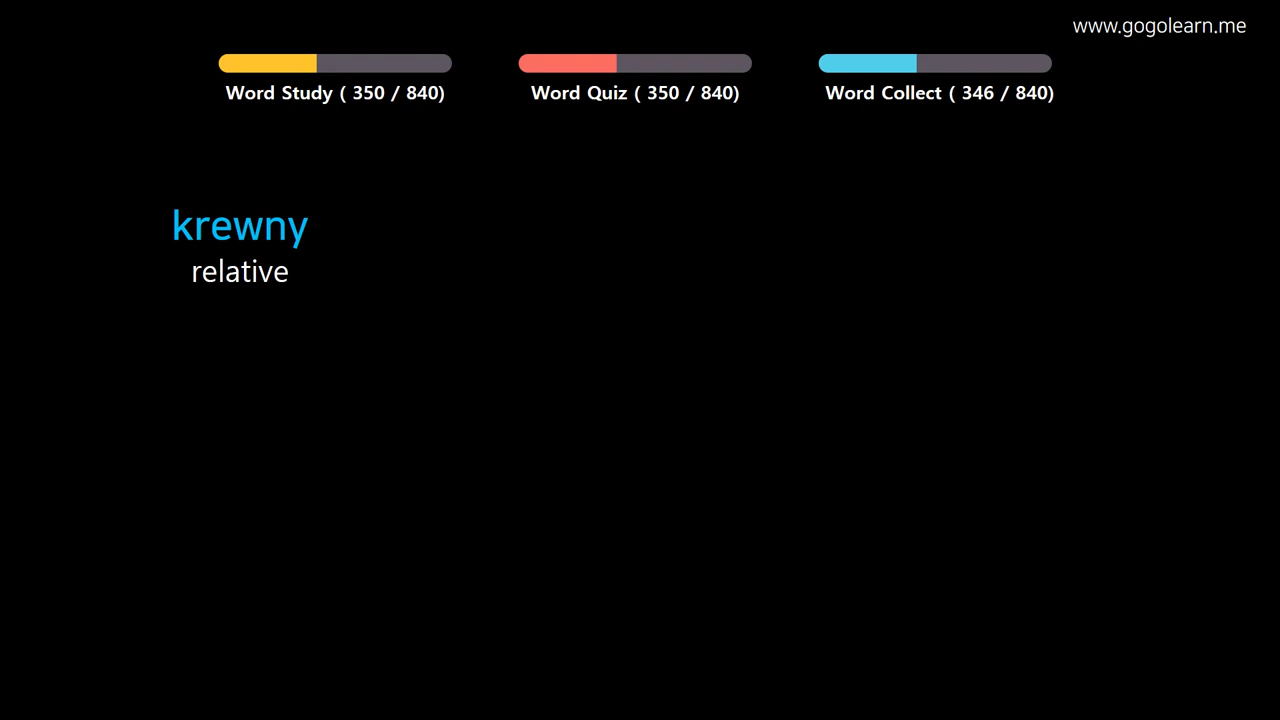 www.gogolearn.me
Word Study ( 350 / 840)
Word Quiz ( 350 / 840)
Word Collect ( 346 / 840)
krewny
relative